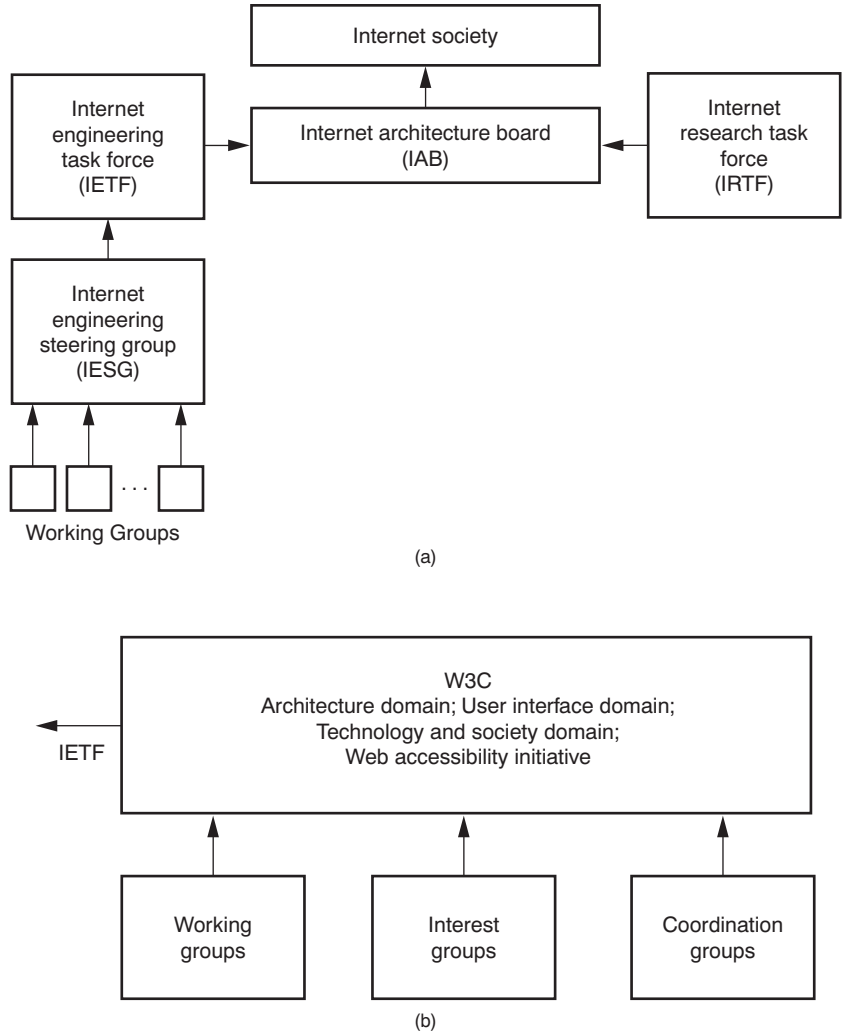 Internet society
Internet
engineering
task force
(IETF)
Internet architecture board
(IAB)
Internet
research task
force
(IRTF)
Internet
engineering
steering group
(IESG)
. . .
Working Groups
(a)
W3C
Architecture domain; User interface domain;
Technology and society domain;
Web accessibility initiative
IETF
Working
groups
Interest
groups
Coordination
groups
(b)